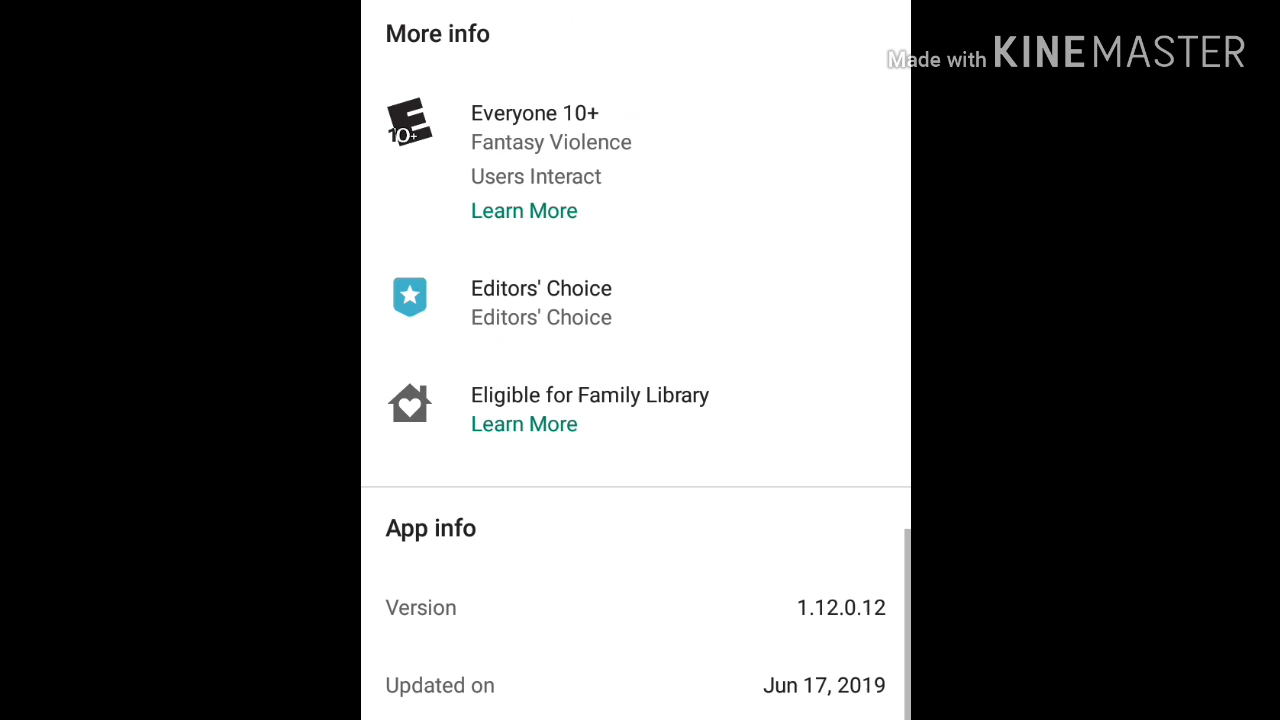 More info
Made with KINEMASTER
E
10+
Everyone 10+
Fantasy Violence
Users Interact
Learn More
Editors' Choice
Editors' Choice
Eligible for Family Library
Learn More
App info
Version 1.12.0.12
Updated on Jun 17, 2019